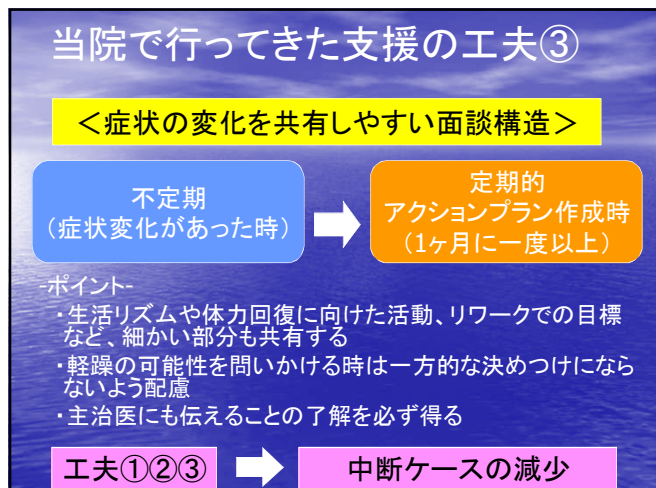 当院で行ってきた支援の工夫③
＜症状の変化を共有しやすい面談構造＞
不定期
（症状変化があった時）
定期的
アクションプラン作成時
（1ヶ月に一度以上）
-ポイント-
・生活リズムや体力回復に向けた活動、リワークでの目標
など、細かい部分も共有する
・軽躁の可能性を問いかける時は一方的な決めつけになら
ないよう配慮
・主治医にも伝えることの了解を必ず得る
工夫①②③
中断ケースの減少